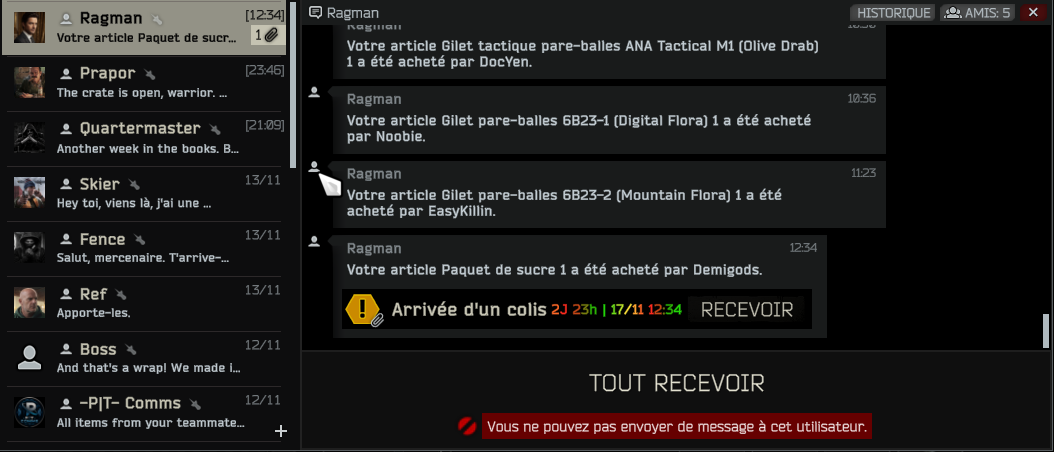 Ragman [12:34]
Votre article Paquet de sucr... 1
Prapor [23:46]
The crate is open, warrior. ...
Quartermaster [21:09]
Another week in the books. B...
Skier 13/11
Hey toi, viens là, j'ai une ...
Fence 13/11
Salut, mercenaire. T'arrive-...
Ref 13/11
Apporte-les.
Boss 12/11
And that's a wrap! We made i...
-P|T- Comms 12/11
All items from your teammate...
+
Ragman HISTORIQUE AMIS: 5
Votre article Gilet tactique pare-balles ANA Tactical M1 (Olive Drab)
1 a été acheté par DocYen.
Ragman 10:36
Votre article Gilet pare-balles 6B23-1 (Digital Flora) 1 a été acheté
par Noobie.
Ragman 11:23
Votre article Gilet pare-balles 6B23-2 (Mountain Flora) 1 a été
acheté par EasyKillin.
Ragman 12:34
Votre article Paquet de sucre 1 a été acheté par Demigods.
Arrivée d'un colis 2J 23h | 17/11 12:34 RECEVOIR
TOUT RECEVOIR
Vous ne pouvez pas envoyer de message à cet utilisateur.